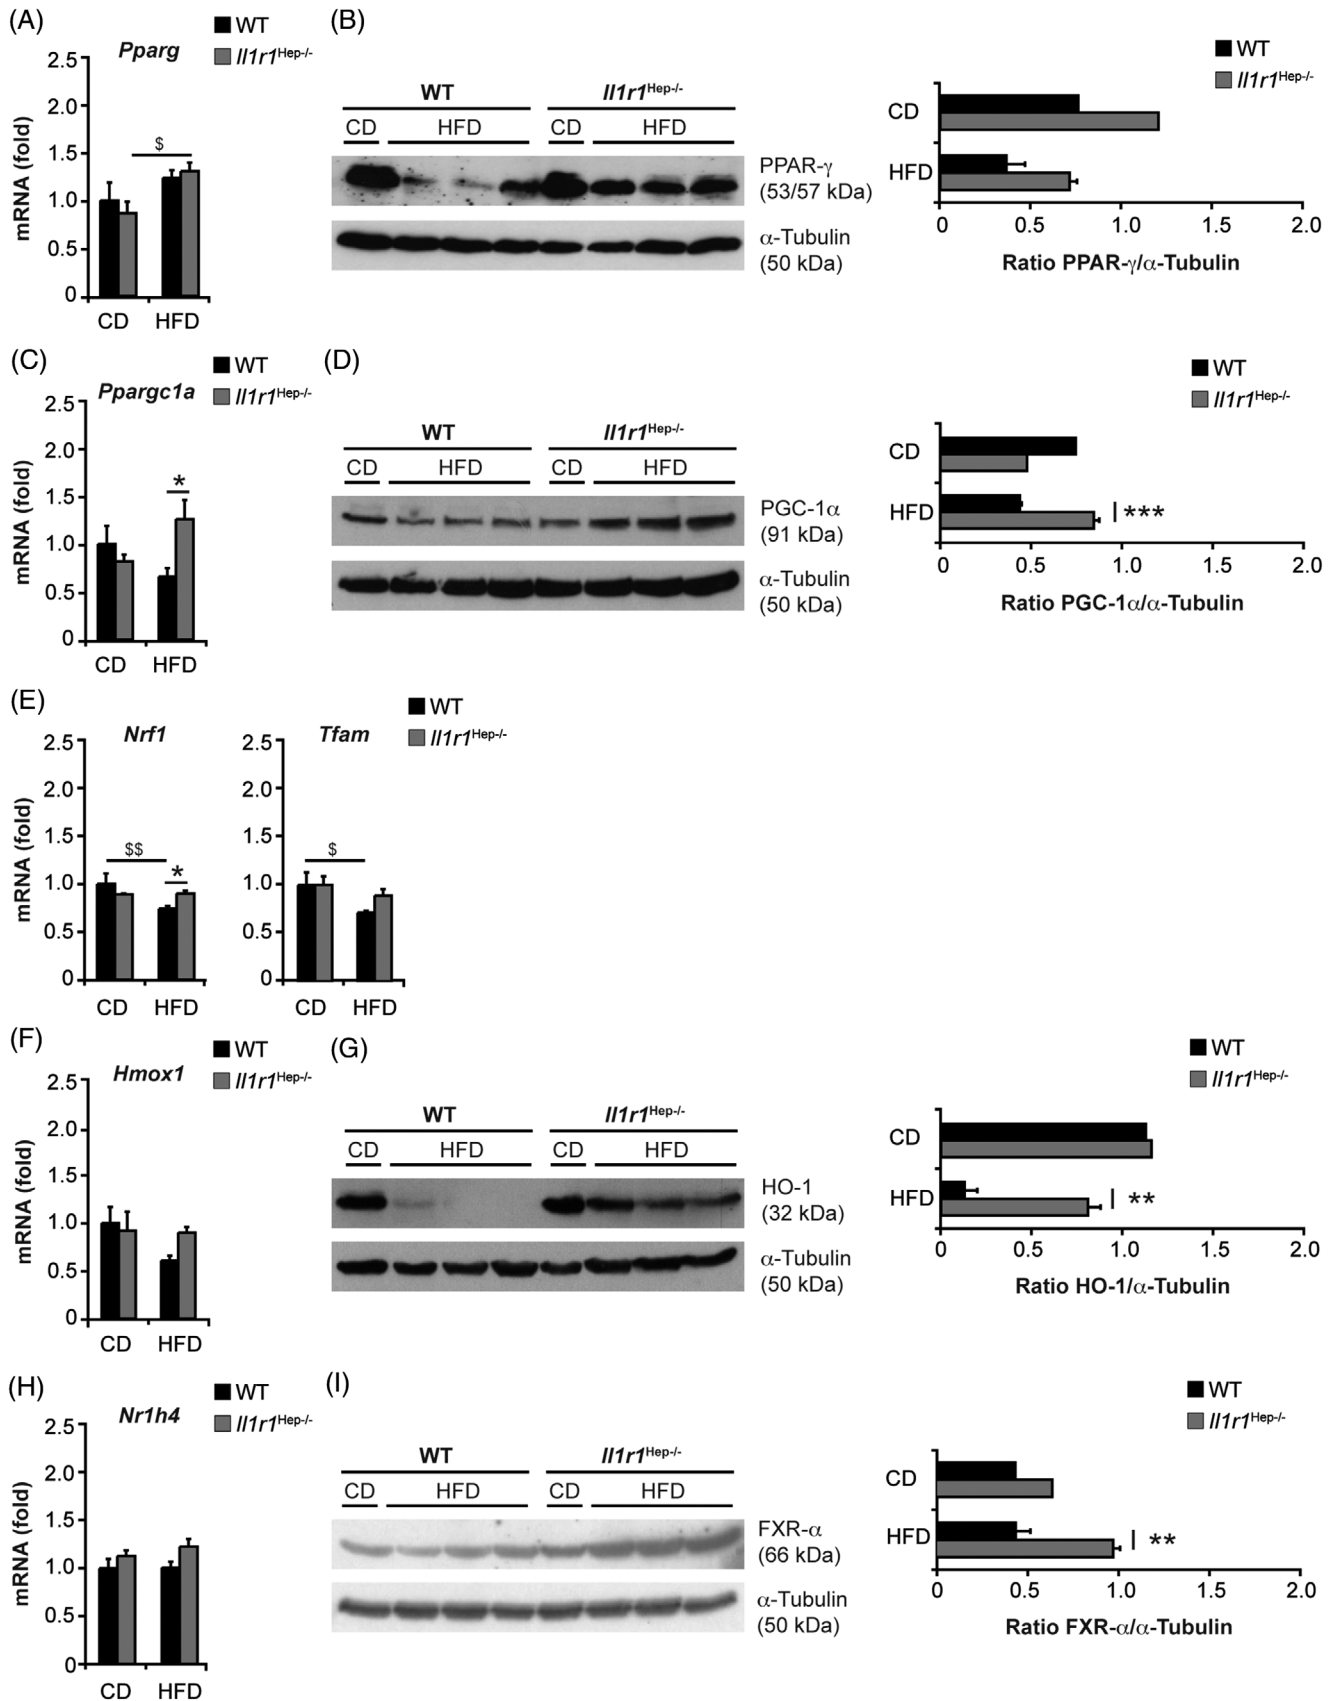 (A)
WT
Il1r1Hep-/-
Pparg
2.5
2.0
1.5
1.0
0.5
0
mRNA (fold)
$
CD HFD
(B)
WT Il1r1Hep-/-
CD HFD CD HFD
PPAR-γ
(53/57 kDa)
α-Tubulin
(50 kDa)
WT
Il1r1Hep-/-
CD
HFD
0 0.5 1.0 1.5 2.0
Ratio PPAR-γ/α-Tubulin
(C)
WT
Il1r1Hep-/-
Ppargc1a
2.5
2.0
1.5
1.0
0.5
0
mRNA (fold)
*
CD HFD
(D)
WT Il1r1Hep-/-
CD HFD CD HFD
PGC-1α
(91 kDa)
α-Tubulin
(50 kDa)
WT
Il1r1Hep-/-
CD
HFD
***
0 0.5 1.0 1.5 2.0
Ratio PGC-1α/α-Tubulin
(E)
WT
Il1r1Hep-/-
Nrf1
2.5
2.0
1.5
1.0
0.5
0
mRNA (fold)
$$
*
CD HFD
Tfam
2.5
2.0
1.5
1.0
0.5
0
$
CD HFD
(F)
WT
Il1r1Hep-/-
Hmox1
2.5
2.0
1.5
1.0
0.5
0
mRNA (fold)
CD HFD
(G)
WT Il1r1Hep-/-
CD HFD CD HFD
HO-1
(32 kDa)
α-Tubulin
(50 kDa)
WT
Il1r1Hep-/-
CD
HFD
**
0 0.5 1.0 1.5 2.0
Ratio HO-1/α-Tubulin
(H)
WT
Il1r1Hep-/-
Nr1h4
2.5
2.0
1.5
1.0
0.5
0
mRNA (fold)
CD HFD
(I)
WT Il1r1Hep-/-
CD HFD CD HFD
FXR-α
(66 kDa)
α-Tubulin
(50 kDa)
WT
Il1r1Hep-/-
CD
HFD
**
0 0.5 1.0 1.5 2.0
Ratio FXR-α/α-Tubulin